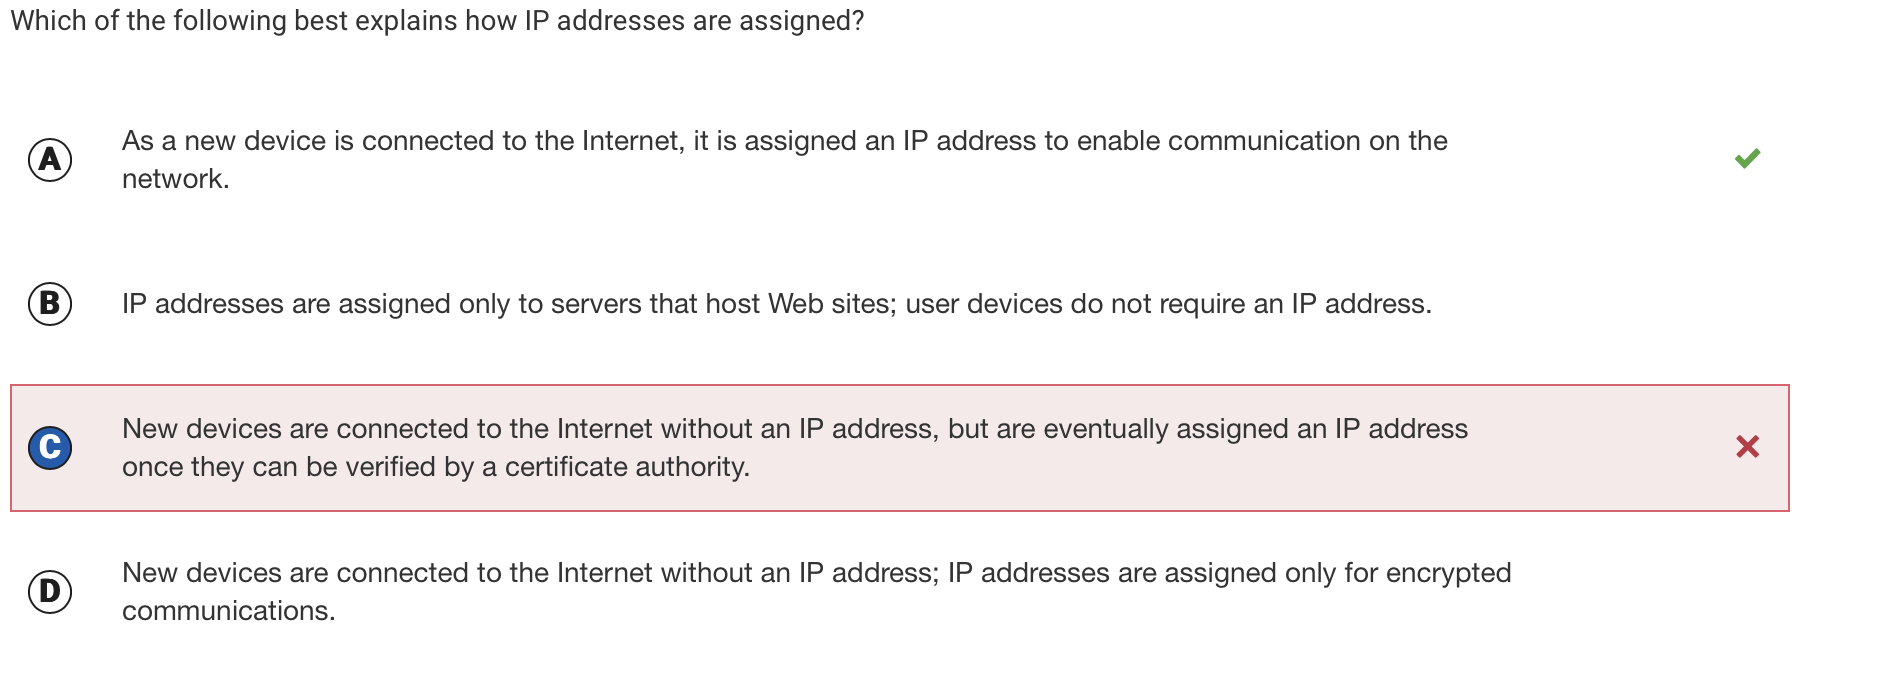 Which of the following best explains how IP addresses are assigned?
A
As a new device is connected to the Internet, it is assigned an IP address to enable communication on the
network.
B
IP addresses are assigned only to servers that host Web sites; user devices do not require an IP address.
C
New devices are connected to the Internet without an IP address, but are eventually assigned an IP address
once they can be verified by a certificate authority.
D
New devices are connected to the Internet without an IP address; IP addresses are assigned only for encrypted
communications.